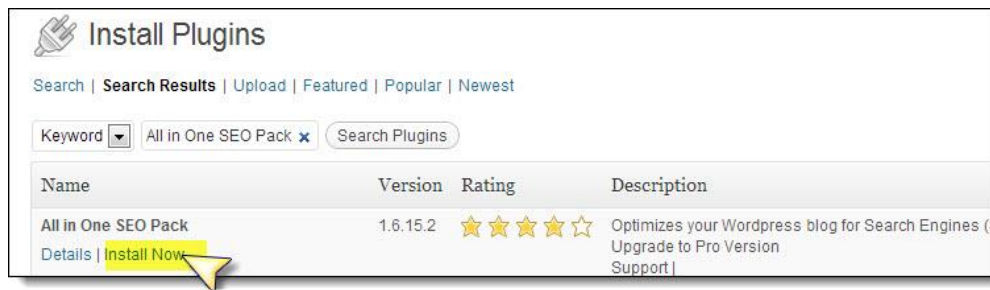 Install Plugins
Search | Search Results | Upload | Featured | Popular | Newest
Keyword All in One SEO Pack x Search Plugins
Name Version Rating Description
All in One SEO Pack 1.6.15.2 Optimizes your Wordpress blog for Search Engines (
Details | Install Now Upgrade to Pro Version
Support |